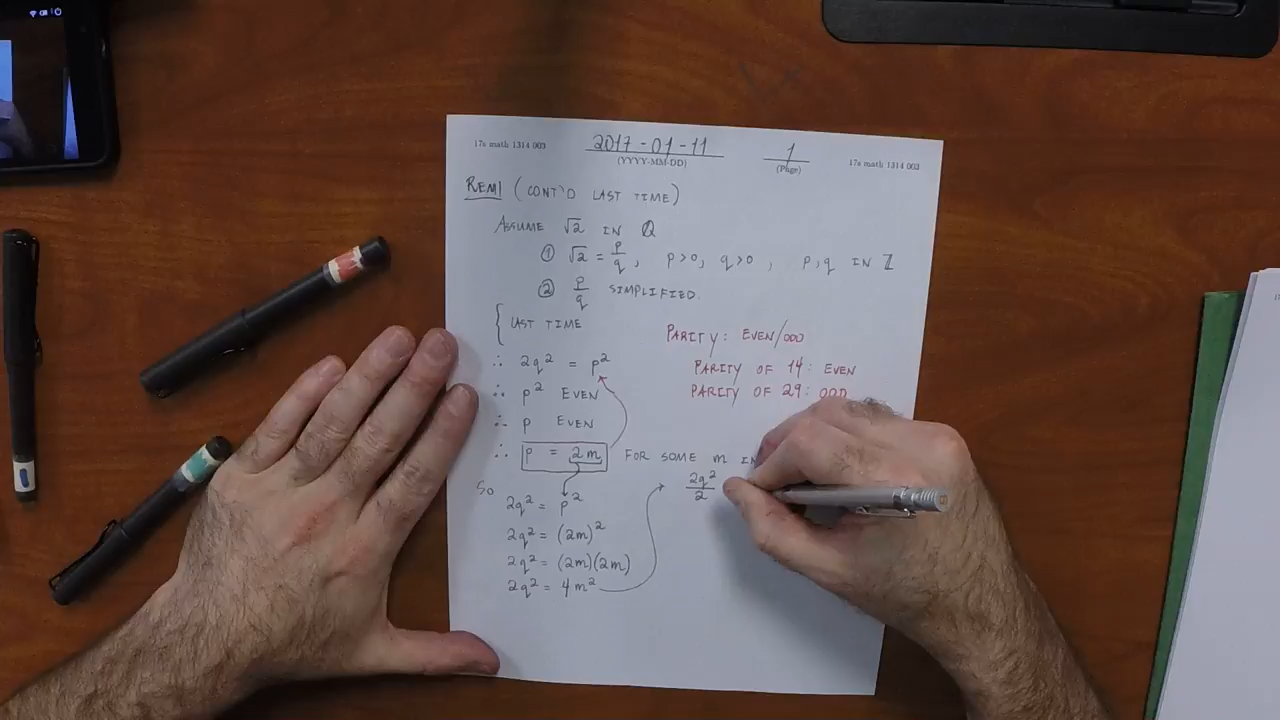 17s math 1314 003
2017-01-11
(YYYY-MM-DD)
1
(Page)
17s math 1314 003
REM| (CONT'D LAST TIME)
ASSUME √2 IN ℚ
① √2 = p/q, p>0, q>0, p,q IN ℤ
② p/q SIMPLIFIED.
{ LAST TIME
PARITY: EVEN/ODD
PARITY OF 14: EVEN
PARITY OF 29: ODD
∴ 2q² = p²
∴ p² EVEN
∴ p EVEN
∴ p = 2m FOR SOME m IN
SO
2q² = p²
2q² = (2m)²
2q² = (2m)(2m)
2q² = 4m²
2q²/2